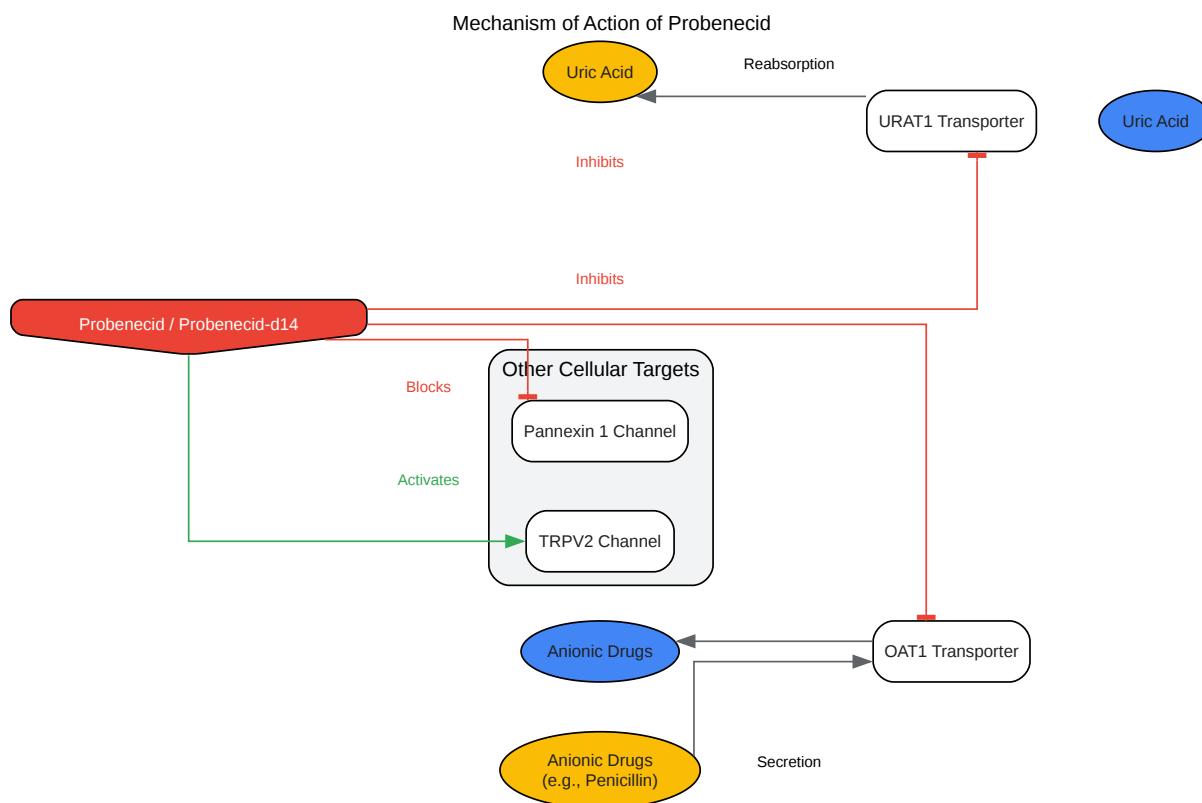 Mechanism of Action of Probenecid
Uric Acid
Reabsorption
URAT1 Transporter
Uric Acid
Inhibits
Inhibits
Probenecid / Probenecid-d14
Other Cellular Targets
Blocks
Pannexin 1 Channel
Activates
TRPV2 Channel
Anionic Drugs
OAT1 Transporter
Anionic Drugs
(e.g., Penicillin)
Secretion